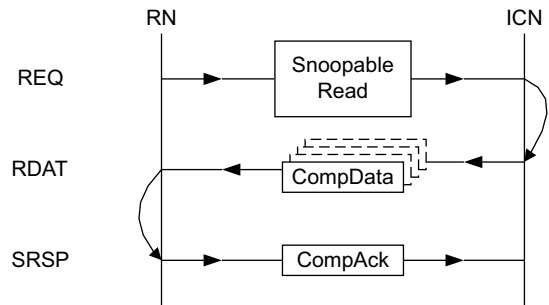 RN
ICN
REQ
Snoopable
Read
RDAT
CompData
SRSP
CompAck